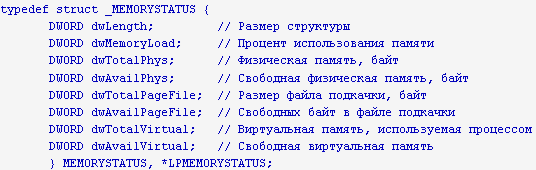 typedef struct _MEMORYSTATUS {
DWORD dwLength; // Размер структуры
DWORD dwMemoryLoad; // Процент использования памяти
DWORD dwTotalPhys; // Физическая память, байт
DWORD dwAvailPhys; // Свободная физическая память, байт
DWORD dwTotalPageFile; // Размер файла подкачки, байт
DWORD dwAvailPageFile; // Свободных байт в файле подкачки
DWORD dwTotalVirtual; // Виртуальная память, используемая процессом
DWORD dwAvailVirtual; // Свободная виртуальная память
} MEMORYSTATUS, *LPMEMORYSTATUS;